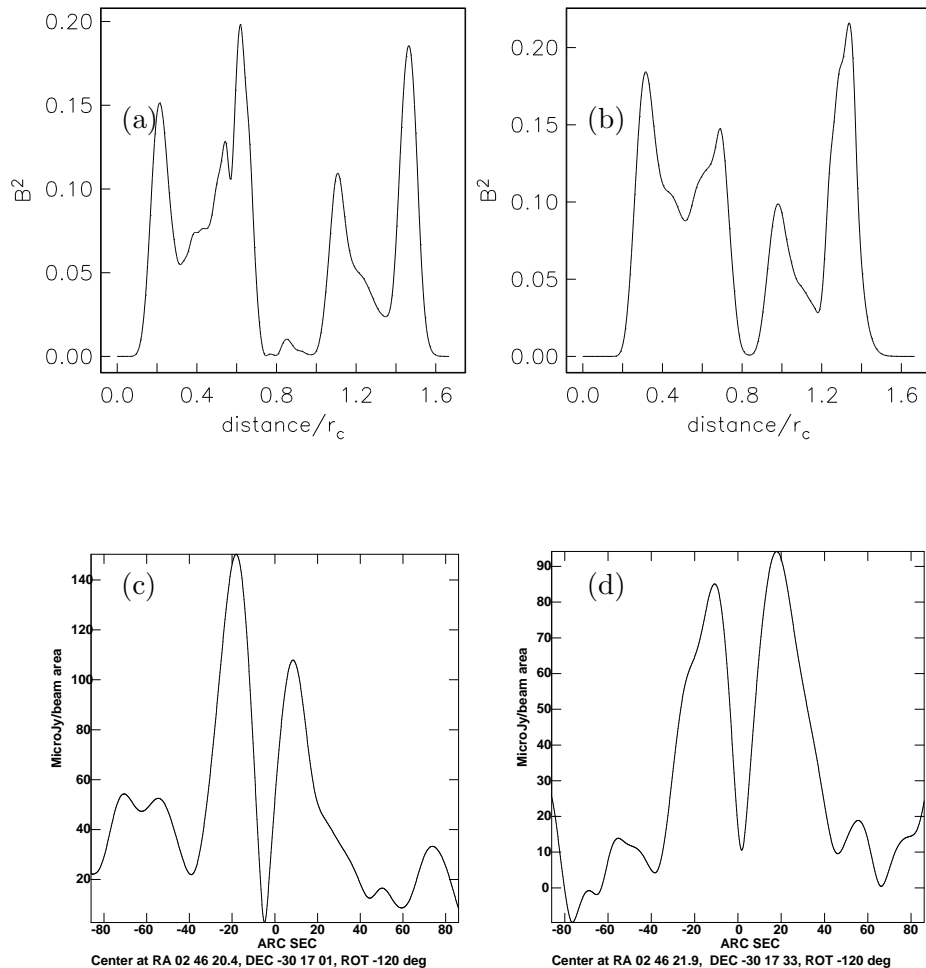 0.20
0.15
0.10
0.05
0.00
B²
(a)
0.0 0.4 0.8 1.2 1.6
distance/r_c
0.20
0.15
0.10
0.05
0.00
B²
(b)
0.0 0.4 0.8 1.2 1.6
distance/r_c
140
120
100
80
60
40
20
MicroJy/beam area
(c)
-80 -60 -40 -20 0 20 40 60 80
ARC SEC
Center at RA 02 46 20.4, DEC -30 17 01, ROT -120 deg
90
80
70
60
50
40
30
20
10
0
MicroJy/beam area
(d)
-80 -60 -40 -20 0 20 40 60 80
ARC SEC
Center at RA 02 46 21.9, DEC -30 17 33, ROT -120 deg